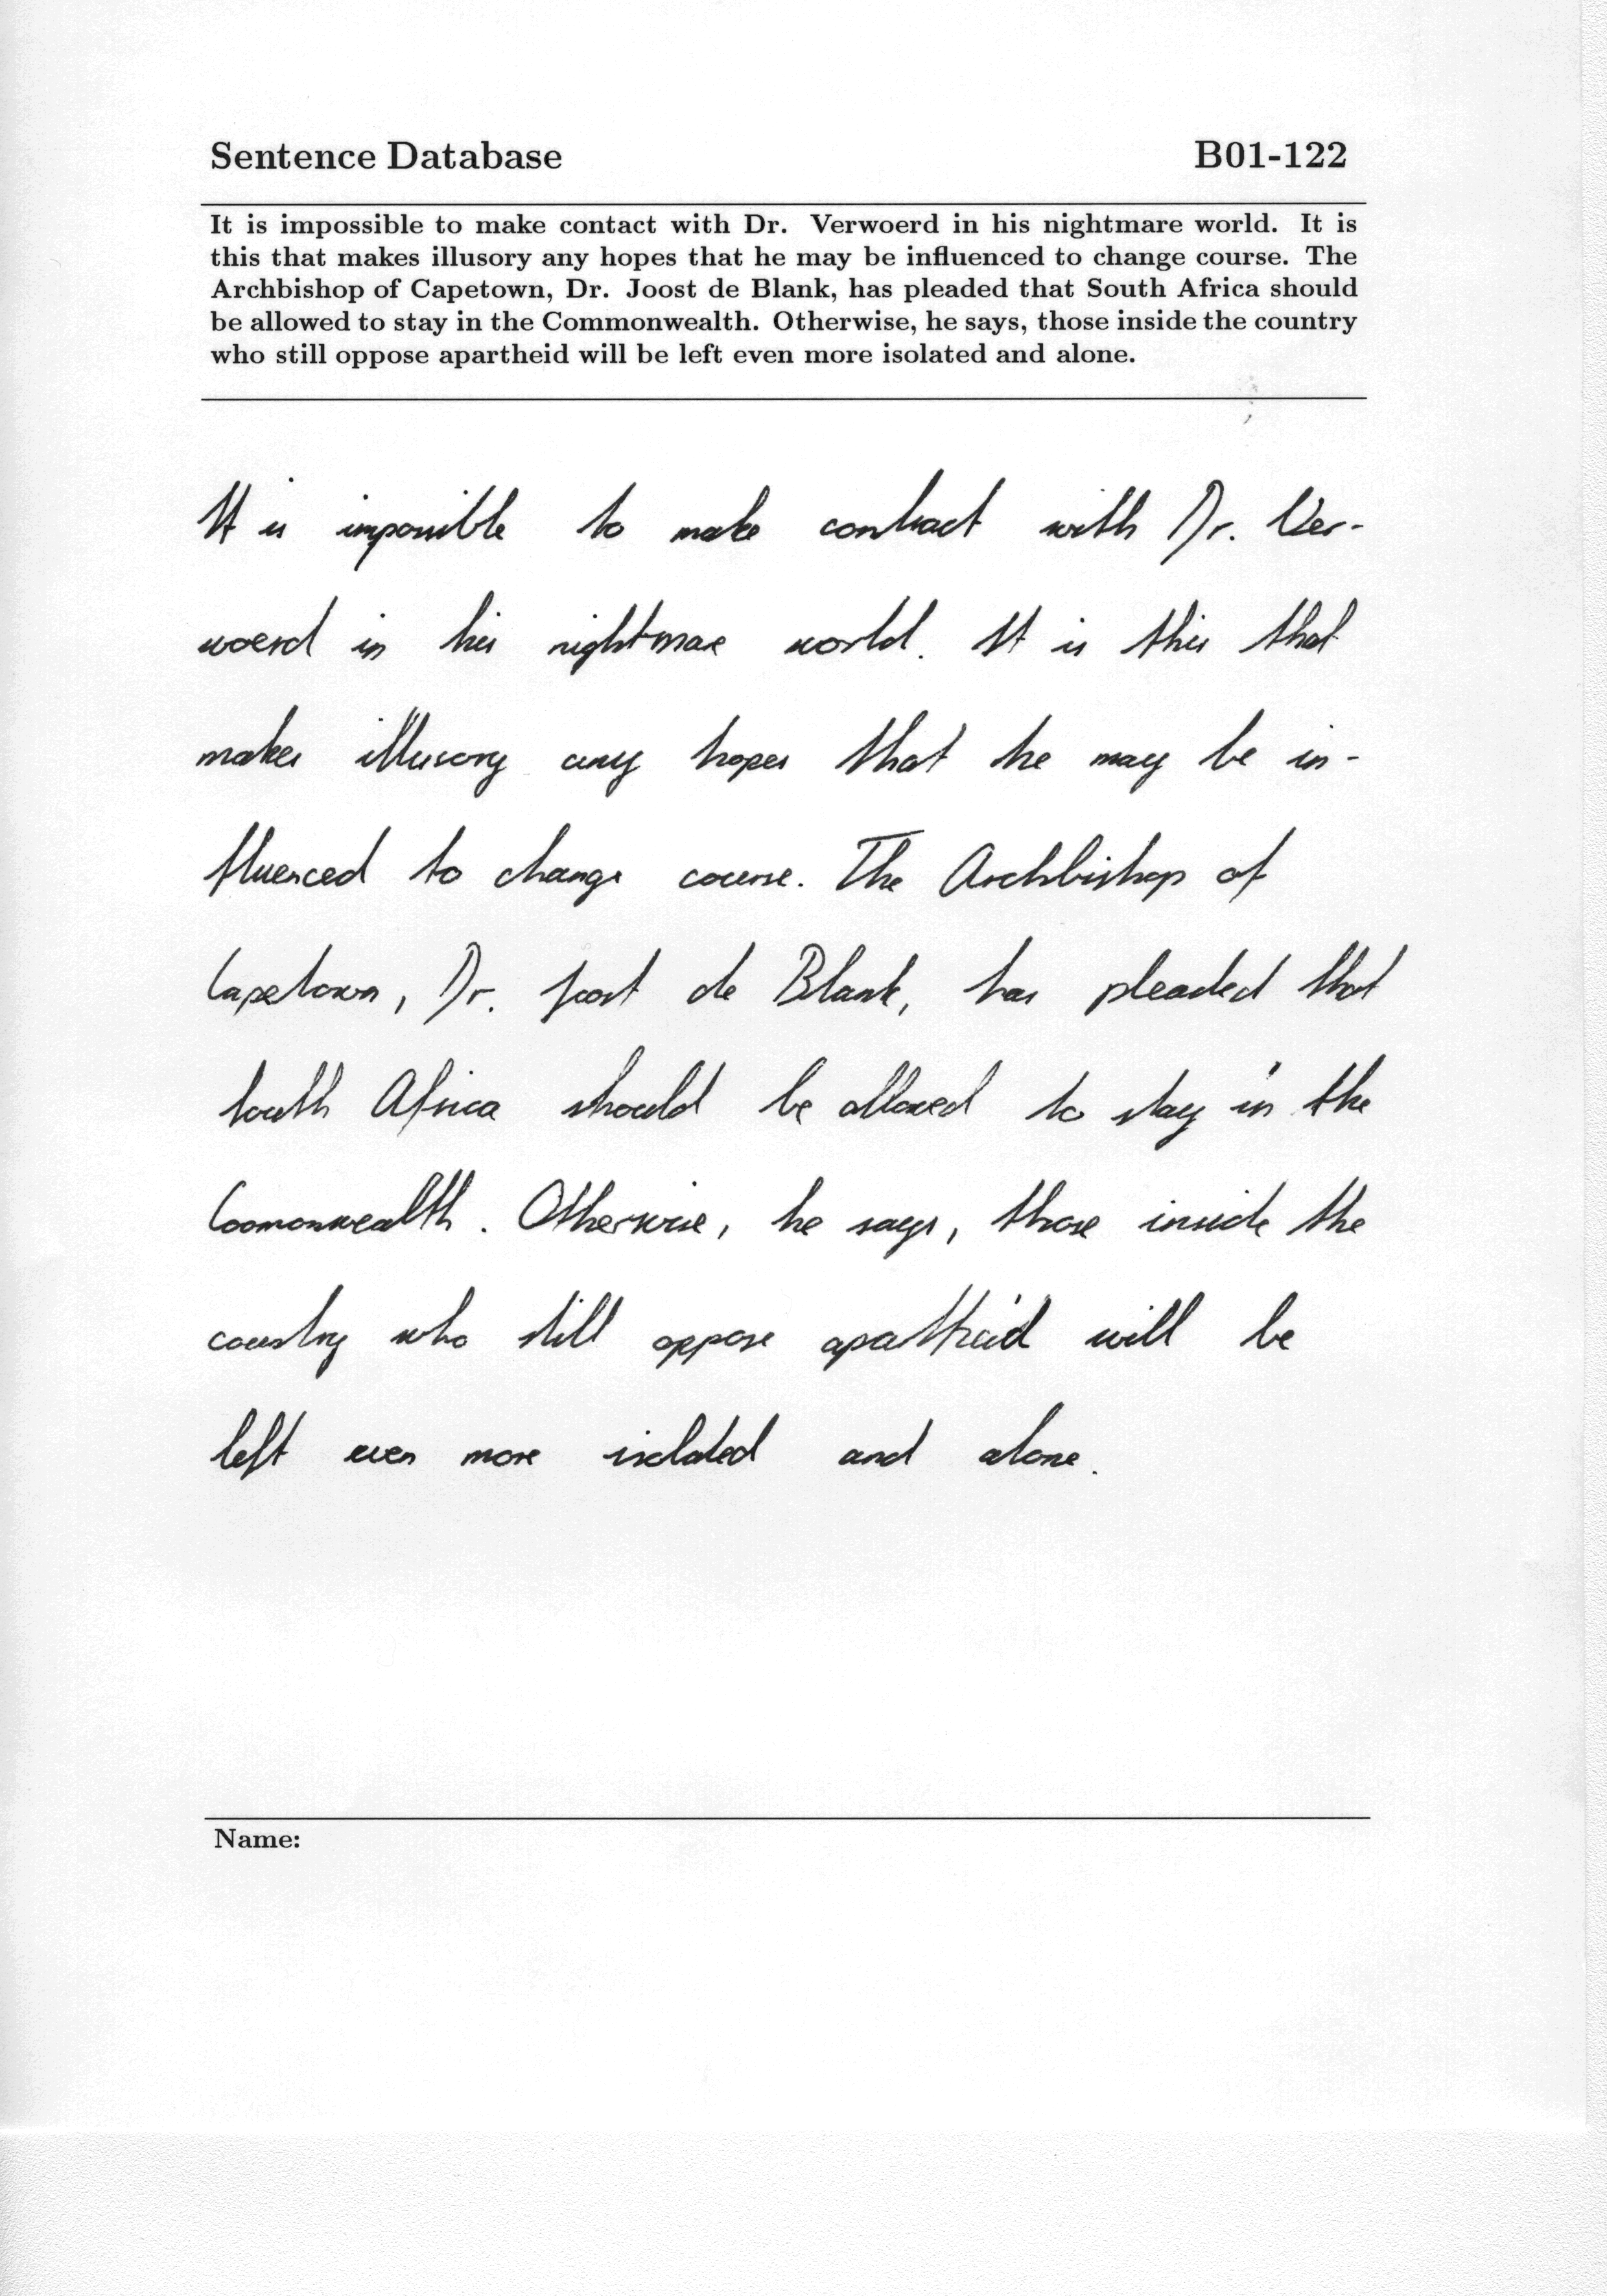 Sentence Database B01-122
It is impossible to make contact with Dr. Verwoerd in his nightmare world. It is
this that makes illusory any hopes that he may be influenced to change course. The
Archbishop of Capetown, Dr. Joost de Blank, has pleaded that South Africa should
be allowed to stay in the Commonwealth. Otherwise, he says, those inside the country
who still oppose apartheid will be left even more isolated and alone.
It is impossible to make contract with Dr. Ver-
woerd in his nightmare world. It is this that
makes illusory any hopes that he may be in-
fluenced to change course. The Archbishop of
Capetown, Dr. Joost de Blank, has pleaded that
South Africa should be allowed to stay in the
Coomonwealth. Otherwise, he says, those inside the
country who still oppose apartheid will be
left even more isolated and alone.
Name: